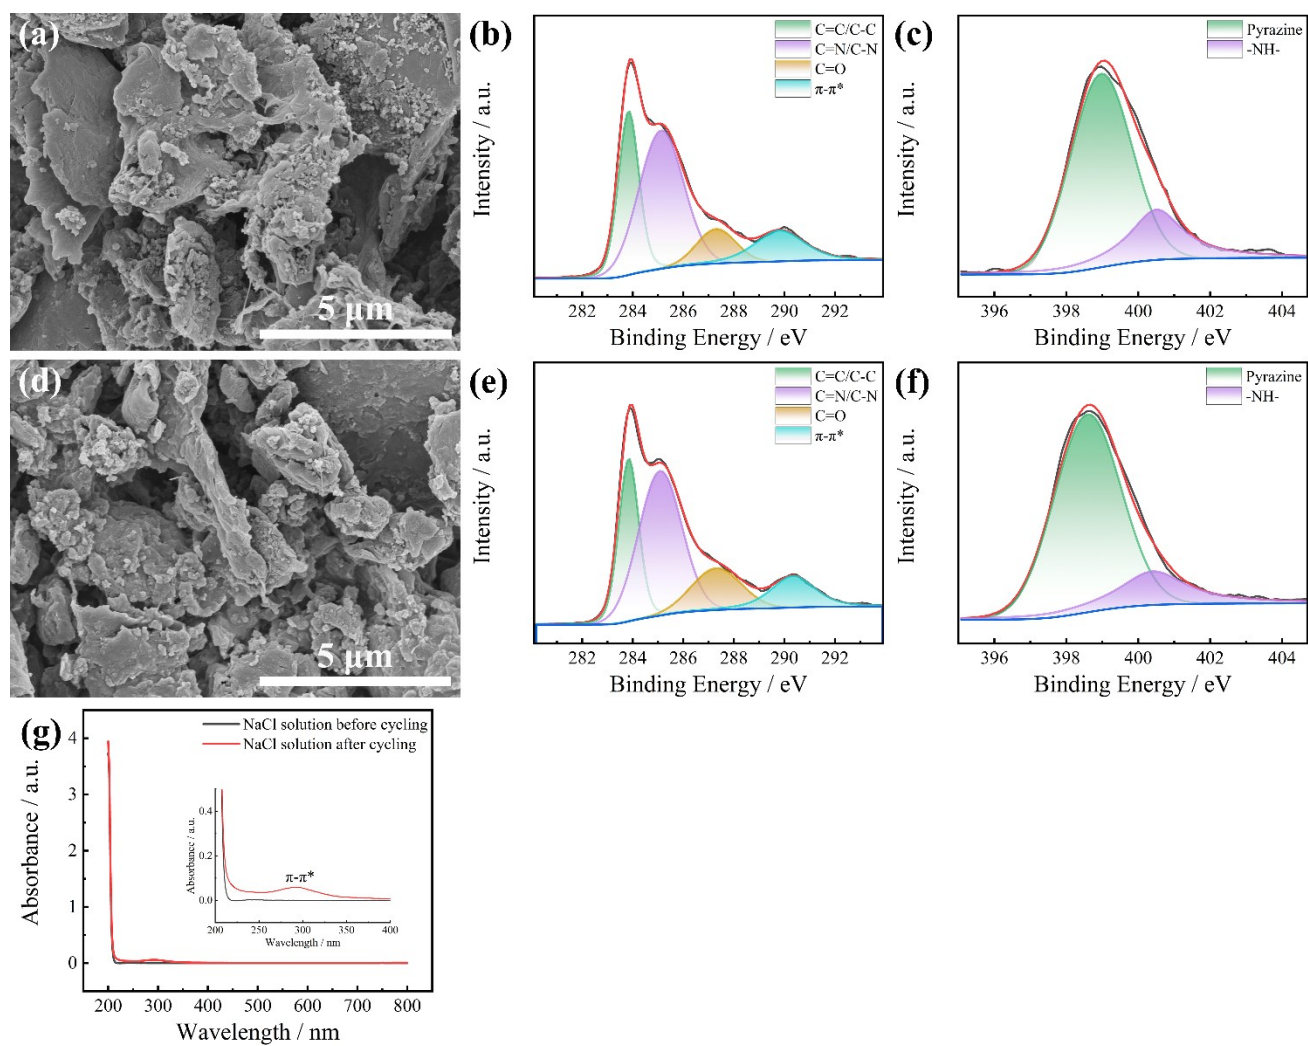 (a)
5 μm
(b)
C=C/C-C
C=N/C-N
C=O
π-π*
Intensity / a.u.
282 284 286 288 290 292
Binding Energy / eV
(c)
Pyrazine
-NH-
Intensity / a.u.
396 398 400 402 404
Binding Energy / eV
(d)
5 μm
(e)
C=C/C-C
C=N/C-N
C=O
π-π*
Intensity / a.u.
282 284 286 288 290 292
Binding Energy / eV
(f)
Pyrazine
-NH-
Intensity / a.u.
396 398 400 402 404
Binding Energy / eV
(g)
NaCl solution before cycling
NaCl solution after cycling
Absorbance / a.u.
4
3
2
1
0
200 300 400 500 600 700 800
Wavelength / nm
Absorbance / a.u.
0.4
0.2
0.0
π-π*
200 250 300 350 400
Wavelength / nm